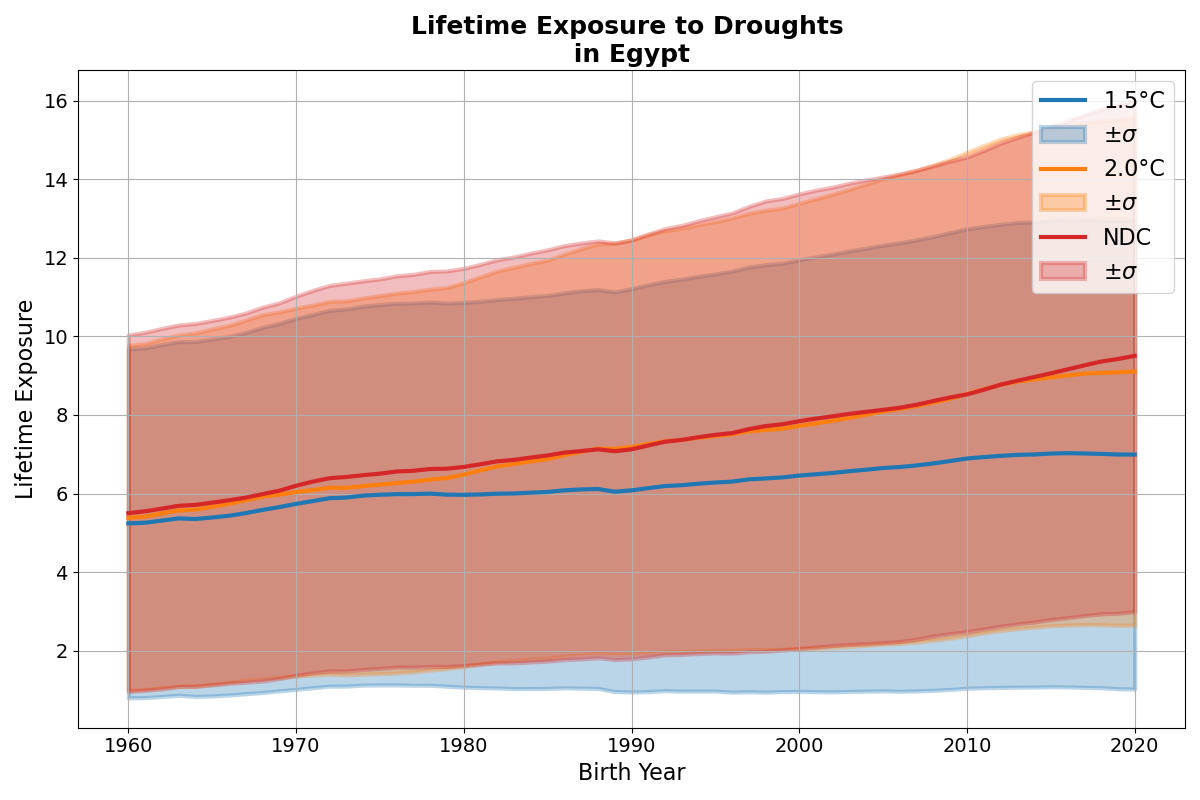 Lifetime Exposure to Droughts
in Egypt
Lifetime Exposure
16
14
12
10
8
6
4
2
1.5°C
±σ
2.0°C
±σ
NDC
±σ
1960 1970 1980 1990 2000 2010 2020
Birth Year